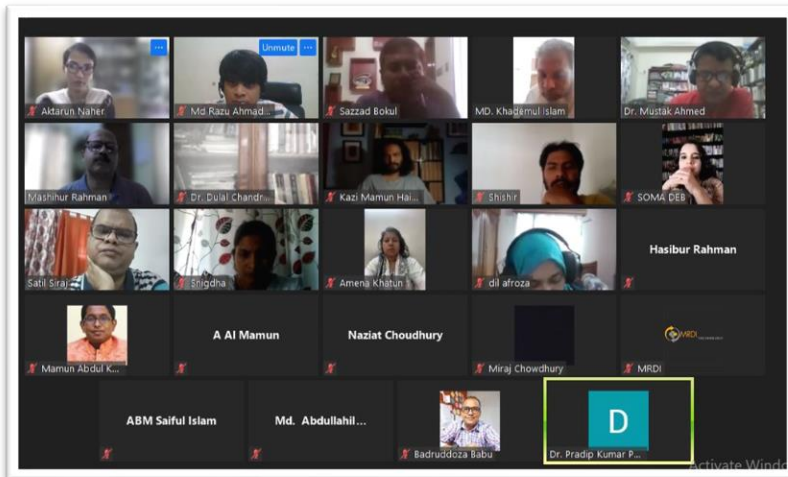 Unmute
Aktarun Naher
Md Razu Ahmad...
Sazzad Bokul
MD. Khademul Islam
Dr. Mustak Ahmed
Mashihur Rahman
Dr. Dulal Chandr...
Kazi Mamun Hai...
Shishir
SOMA DEB
Satil Siraj
Snigdha
Amena Khatun
dil afroza
Hasibur Rahman
Mamun Abdul K...
A Al Mamun
Naziat Choudhury
Miraj Chowdhury
MRDI
MRDI
ABM Saiful Islam
Md. Abdullahil...
Badruddoza Babu
D
Dr. Pradip Kumar P...
Activate Windo